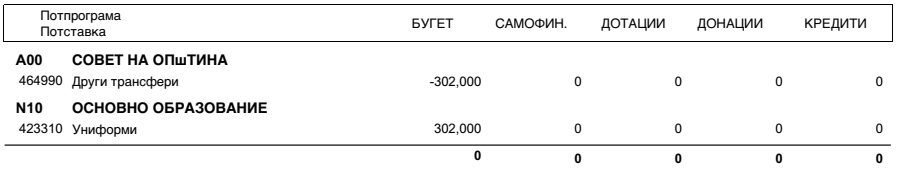 Потпрограма
Потставка БУГЕТ САМОФИН. ДОТАЦИИ ДОНАЦИИ КРЕДИТИ
A00 СОВЕТ НА ОПшТИНА
464990 Други трансфери -302,000 0 0 0 0
N10 ОСНОВНО ОБРАЗОВАНИЕ
423310 Униформи 302,000 0 0 0 0
0 0 0 0 0